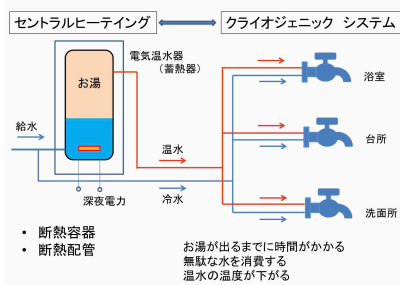 セントラルヒーテイング
クライオジェニック システム
電気温水器
（蓄熱器）
お湯
浴室
給水
台所
温水
深夜電力
冷水
洗面所
• 断熱容器
• 断熱配管
お湯が出るまでに時間がかかる
無駄な水を消費する
温水の温度が下がる